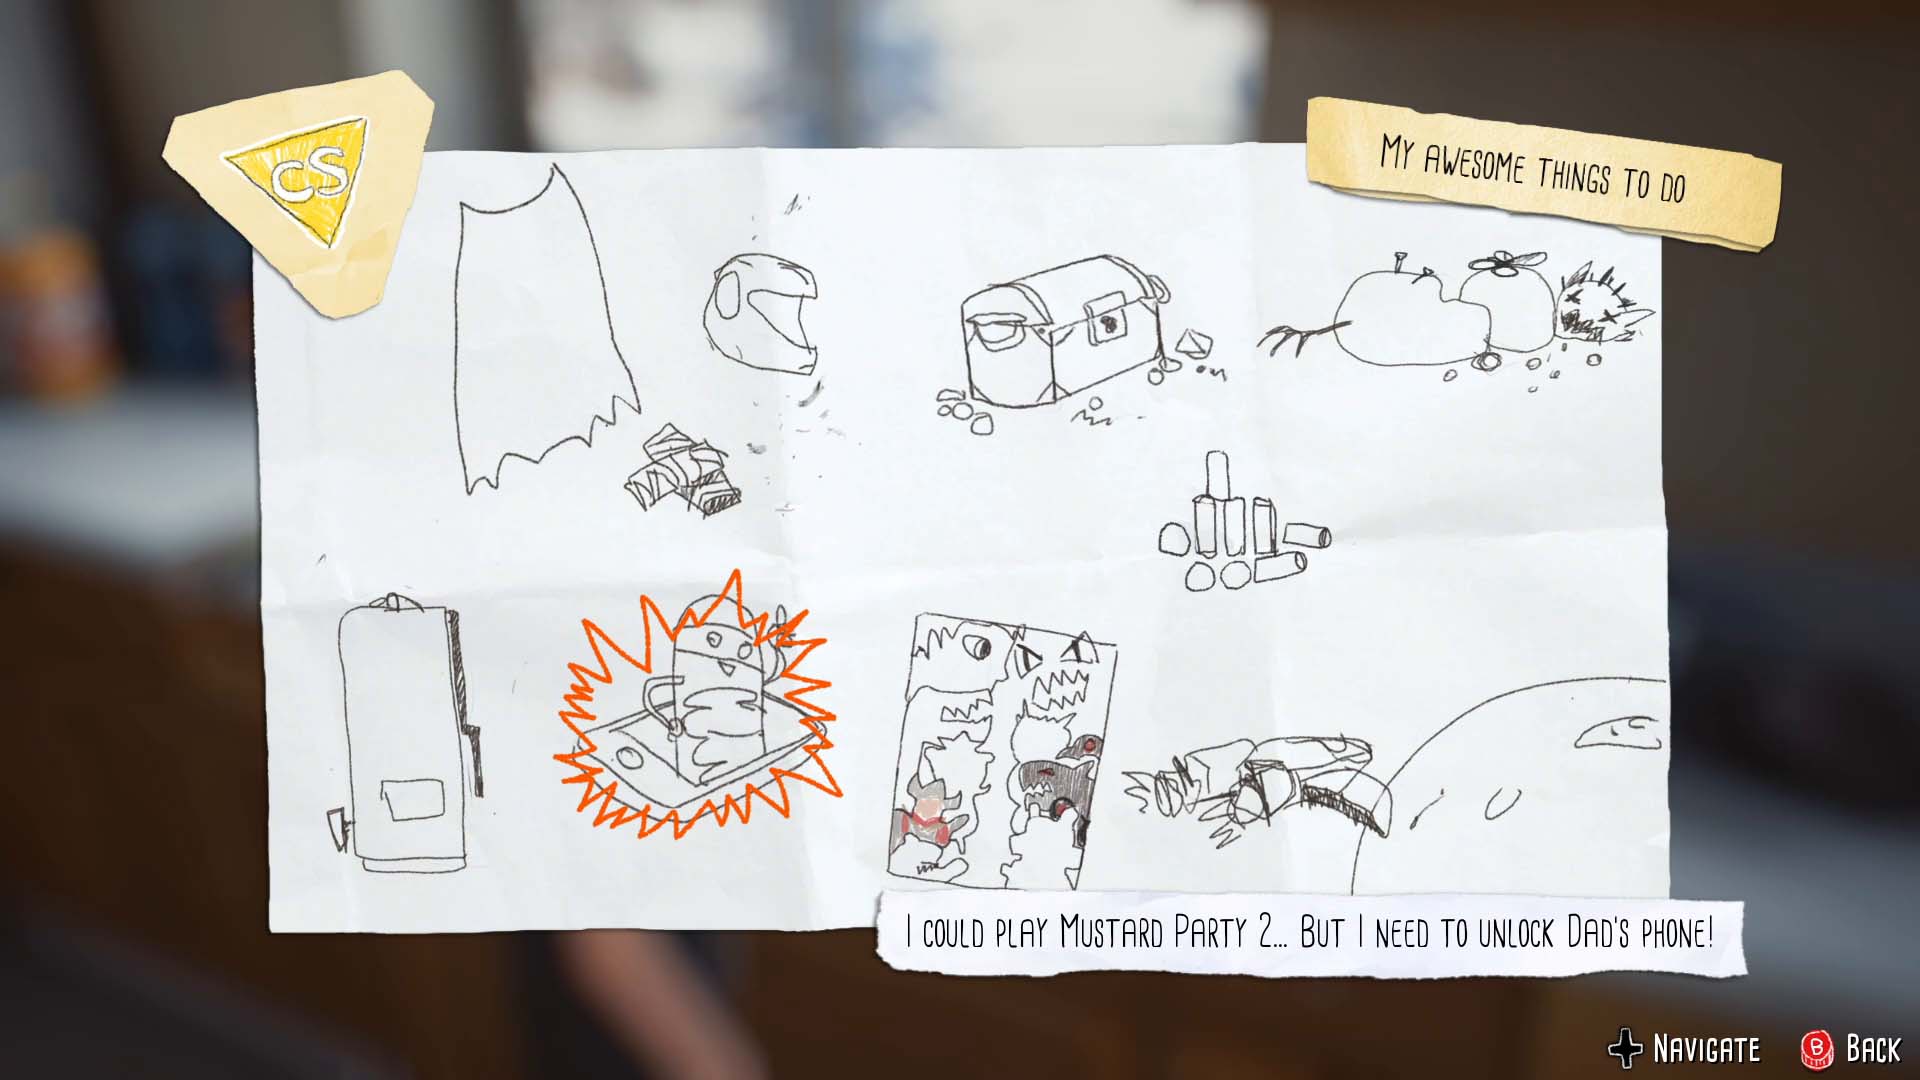 CS
MY AWESOME THINGS TO DO
I COULD PLAY MUSTARD PARTY 2... BUT I NEED TO UNLOCK DAD'S PHONE!
NAVIGATE
B BACK